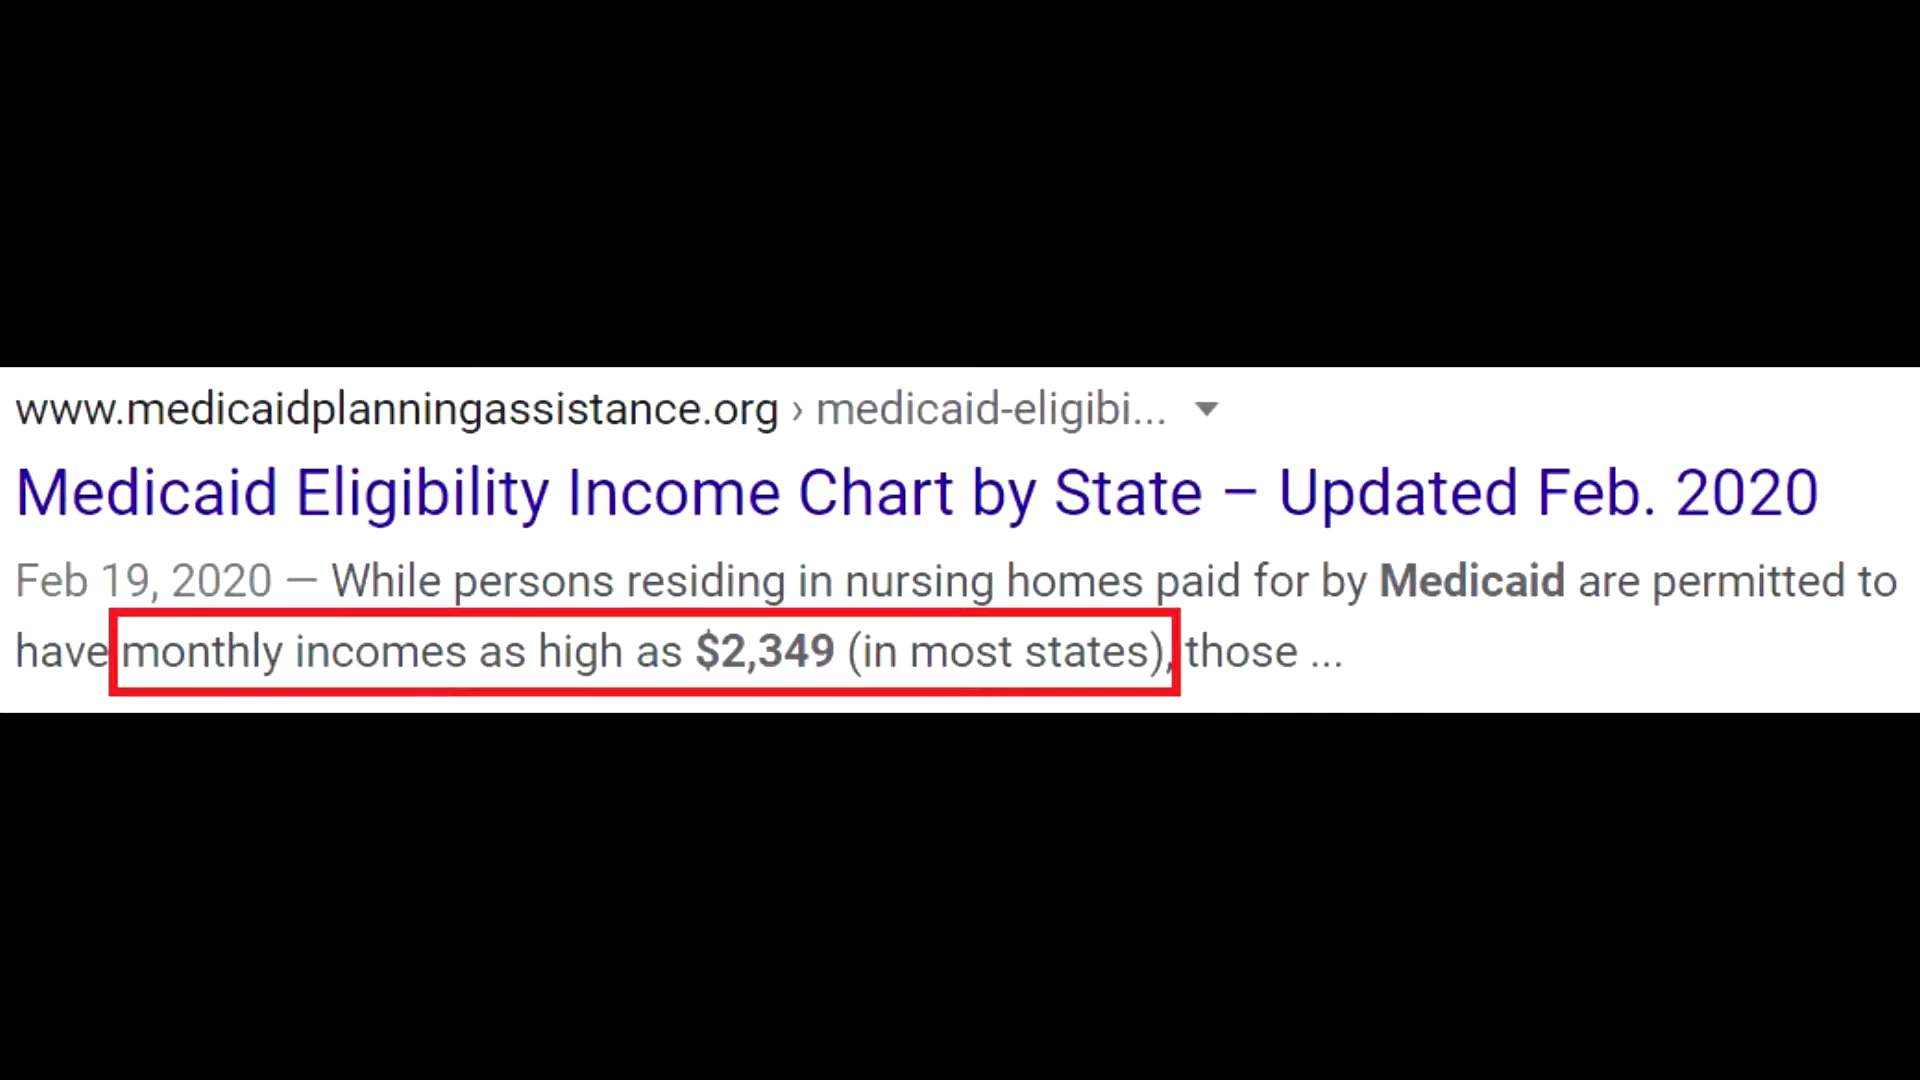 www.medicaidplanningassistance.org › medicaid-eligibi...
Medicaid Eligibility Income Chart by State – Updated Feb. 2020
Feb 19, 2020 — While persons residing in nursing homes paid for by Medicaid are permitted to
have monthly incomes as high as $2,349 (in most states), those ...